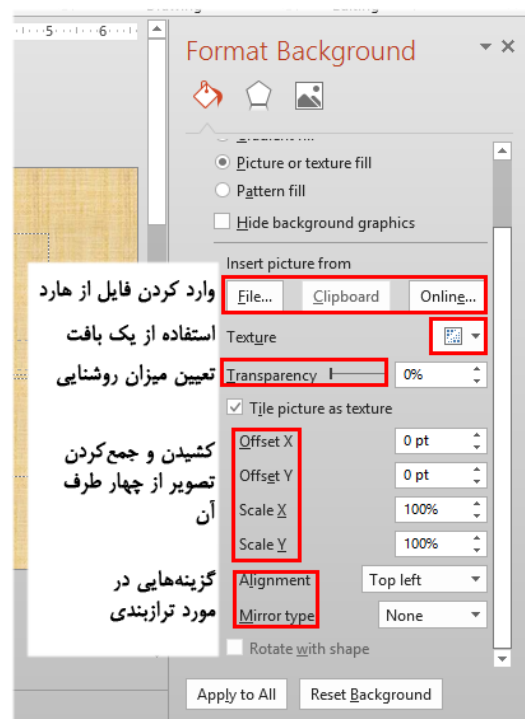 5 6
Format Background
Picture or texture fill
Pattern fill
Hide background graphics
Insert picture from
وارد کردن فایل از هارد
File... Clipboard Online...
استفاده از یک بافت
Texture
تعیین میزان روشنایی
Transparency 0%
Tile picture as texture
کشیدن و جمع‌کردن
تصویر از چهار طرف
آن
Offset X 0 pt
Offset Y 0 pt
Scale X 100%
Scale Y 100%
گزینه‌هایی در
مورد ترازبندی
Alignment Top left
Mirror type None
Rotate with shape
Apply to All Reset Background